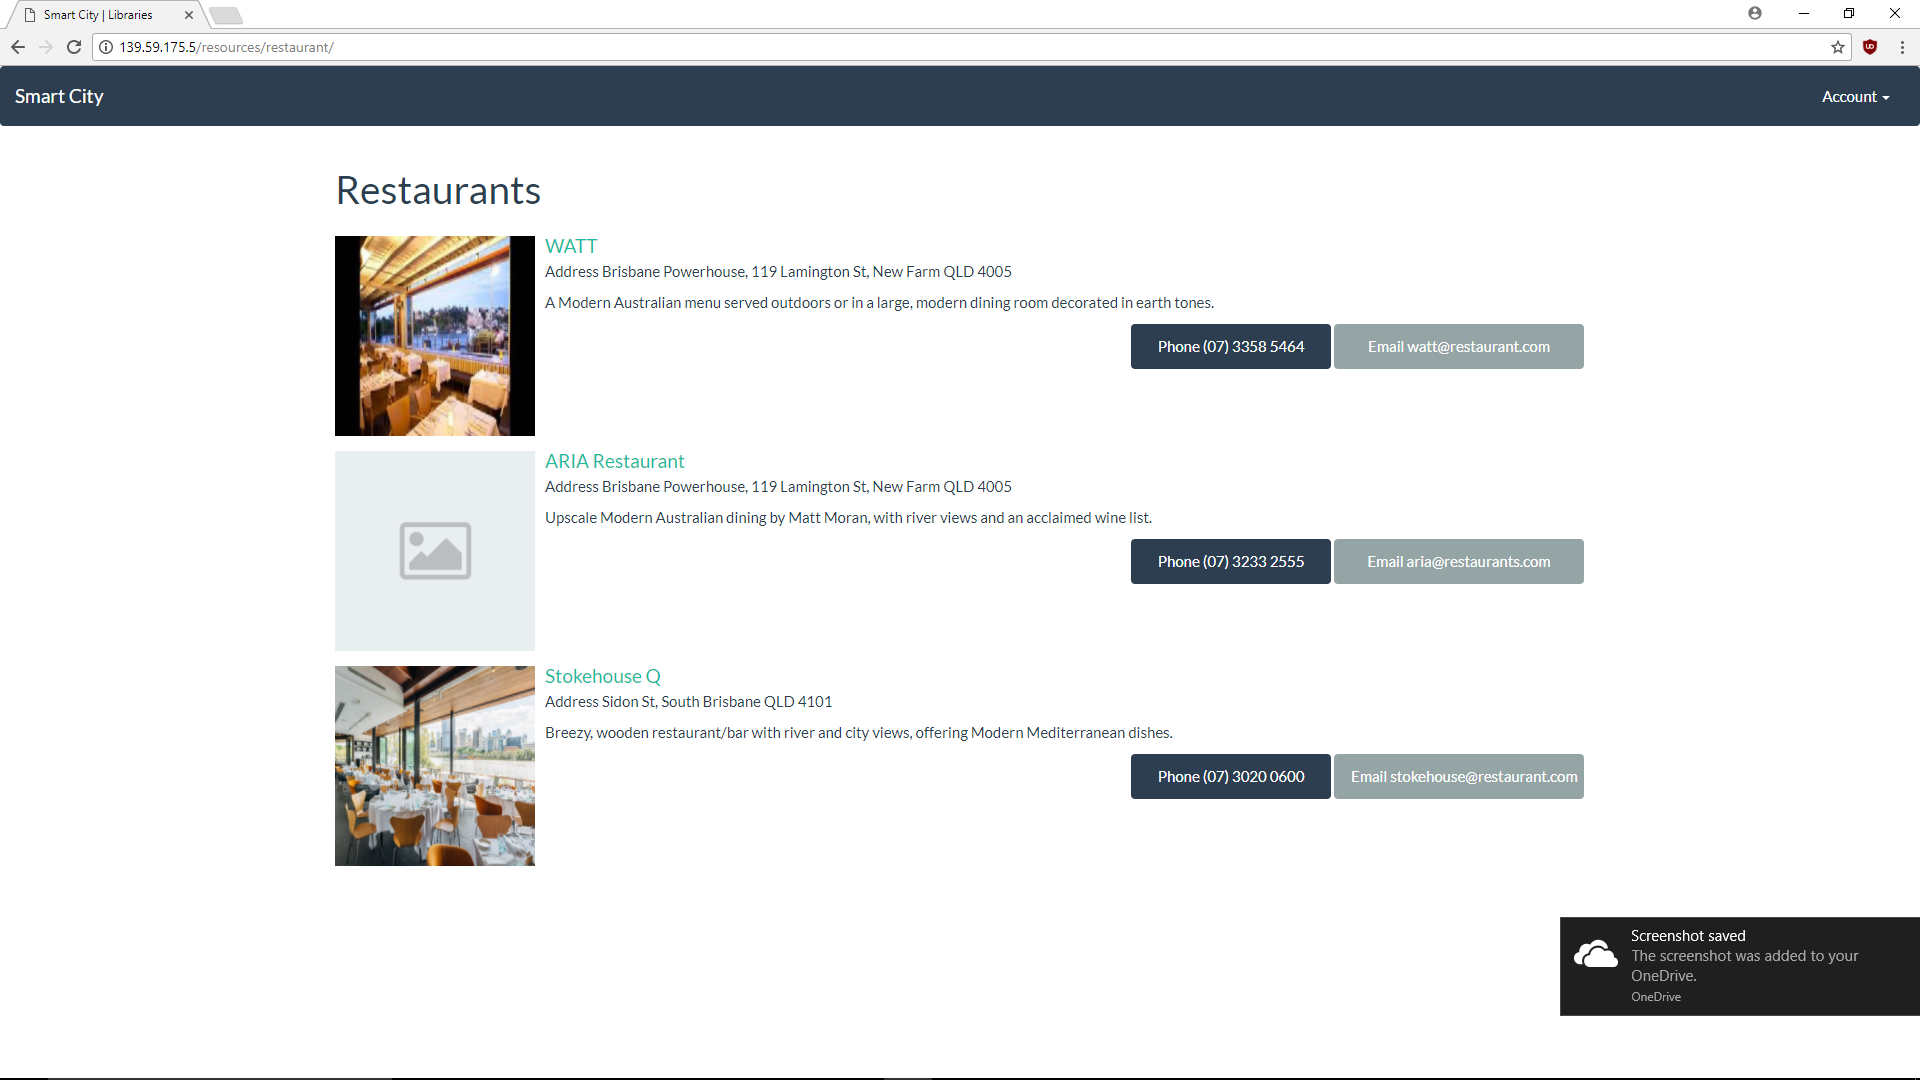 Smart City | Libraries
139.59.175.5/resources/restaurant/
Smart City
Account
Restaurants
WATT
Address Brisbane Powerhouse, 119 Lamington St, New Farm QLD 4005
A Modern Australian menu served outdoors or in a large, modern dining room decorated in earth tones.
Phone (07) 3358 5464
Email watt@restaurant.com
ARIA Restaurant
Address Brisbane Powerhouse, 119 Lamington St, New Farm QLD 4005
Upscale Modern Australian dining by Matt Moran, with river views and an acclaimed wine list.
Phone (07) 3233 2555
Email aria@restaurants.com
Stokehouse Q
Address Sidon St, South Brisbane QLD 4101
Breezy, wooden restaurant/bar with river and city views, offering Modern Mediterranean dishes.
Phone (07) 3020 0600
Email stokehouse@restaurant.com
Screenshot saved
The screenshot was added to your
OneDrive.
OneDrive